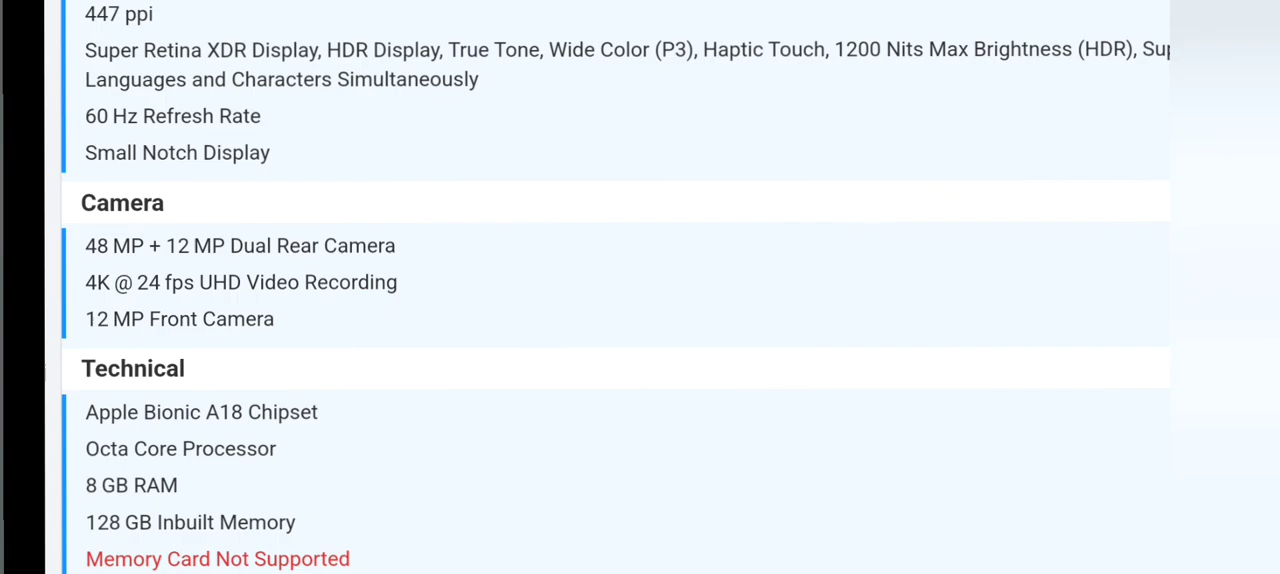 447 ppi
Super Retina XDR Display, HDR Display, True Tone, Wide Color (P3), Haptic Touch, 1200 Nits Max Brightness (HDR),
Languages and Characters Simultaneously
60 Hz Refresh Rate
Small Notch Display
Camera
48 MP + 12 MP Dual Rear Camera
4K @ 24 fps UHD Video Recording
12 MP Front Camera
Technical
Apple Bionic A18 Chipset
Octa Core Processor
8 GB RAM
128 GB Inbuilt Memory
Memory Card Not Supported